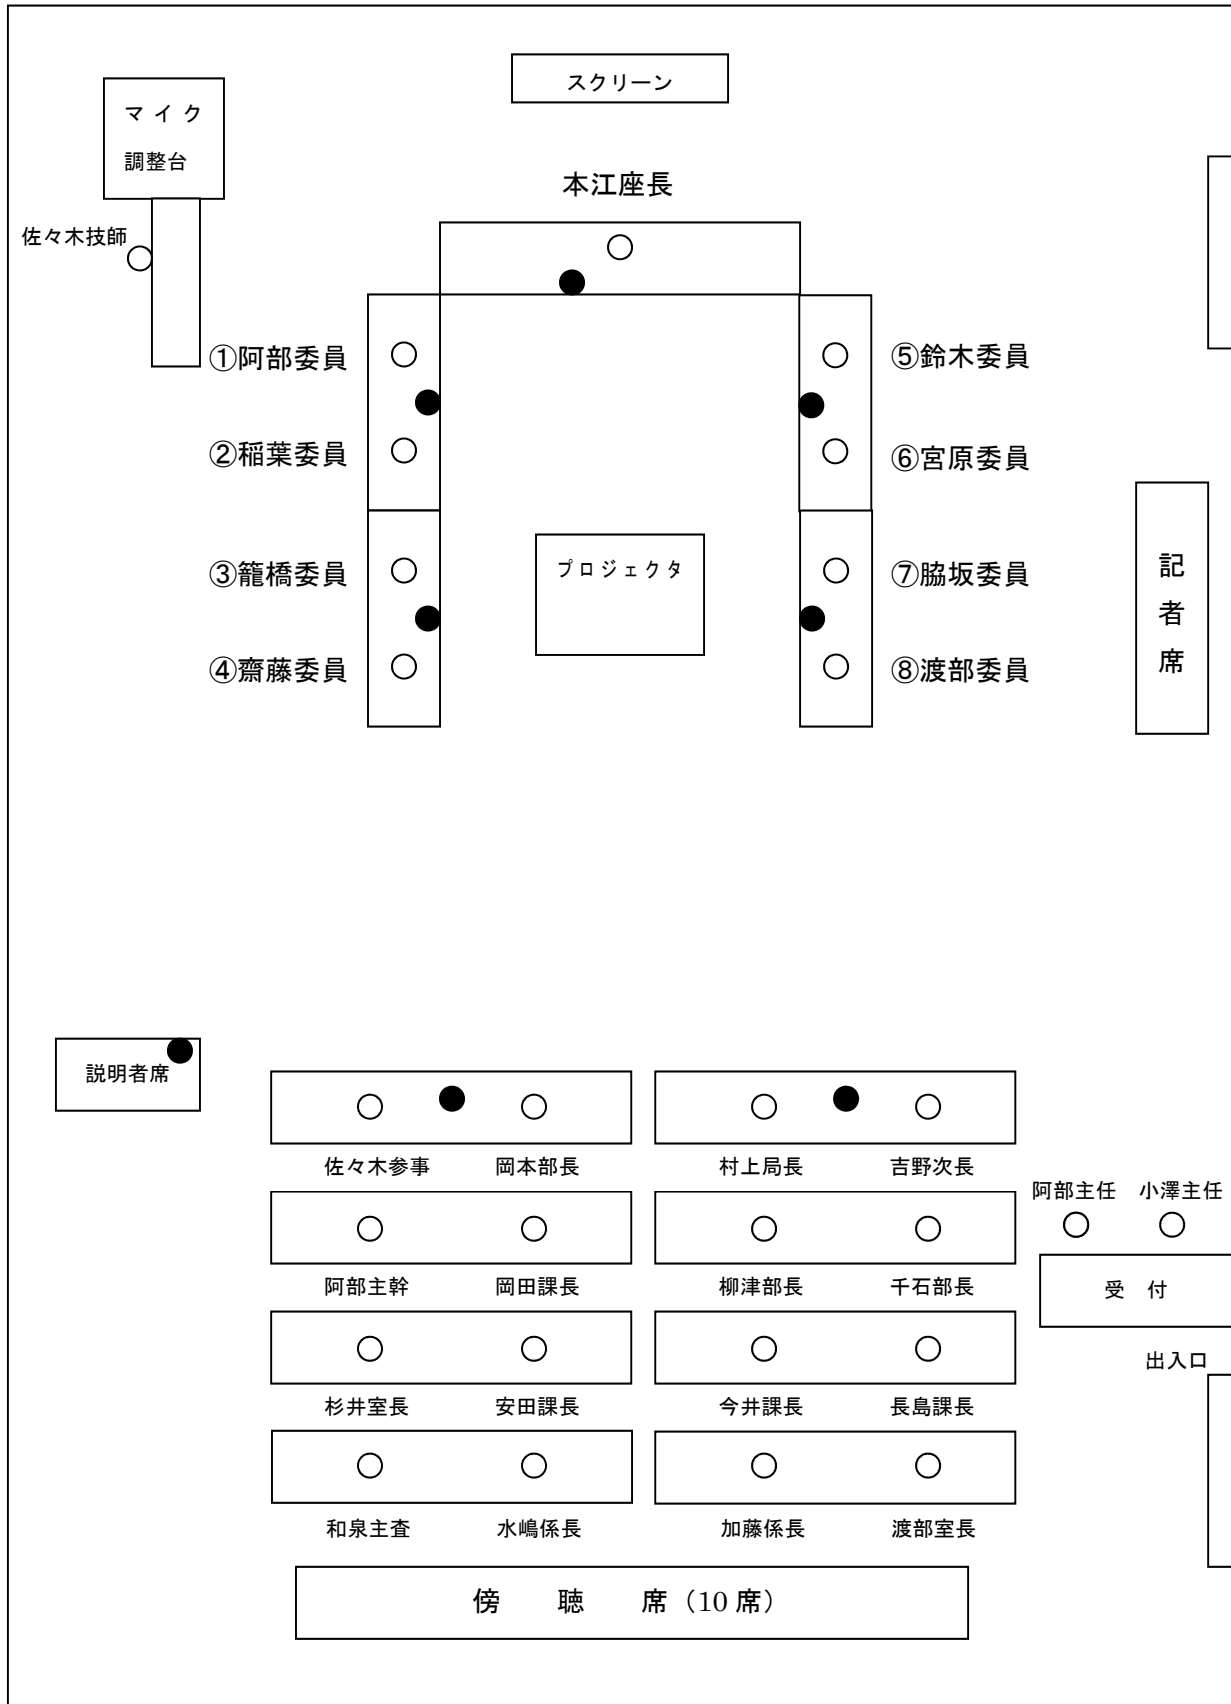 スクリーン
マイク
調整台
本江座長
佐々木技師
①阿部委員
⑤鈴木委員
②稲葉委員
⑥宮原委員
③籠橋委員
プロジェクタ
⑦脇坂委員
④齋藤委員
⑧渡部委員
記者席
説明者席
佐々木参事 岡本部長 村上局長 吉野次長
阿部主任 小澤主任
阿部主幹 岡田課長 柳津部長 千石部長
受 付
出入口
杉井室長 安田課長 今井課長 長島課長
和泉主査 水嶋係長 加藤係長 渡部室長
傍 聴 席（10 席）